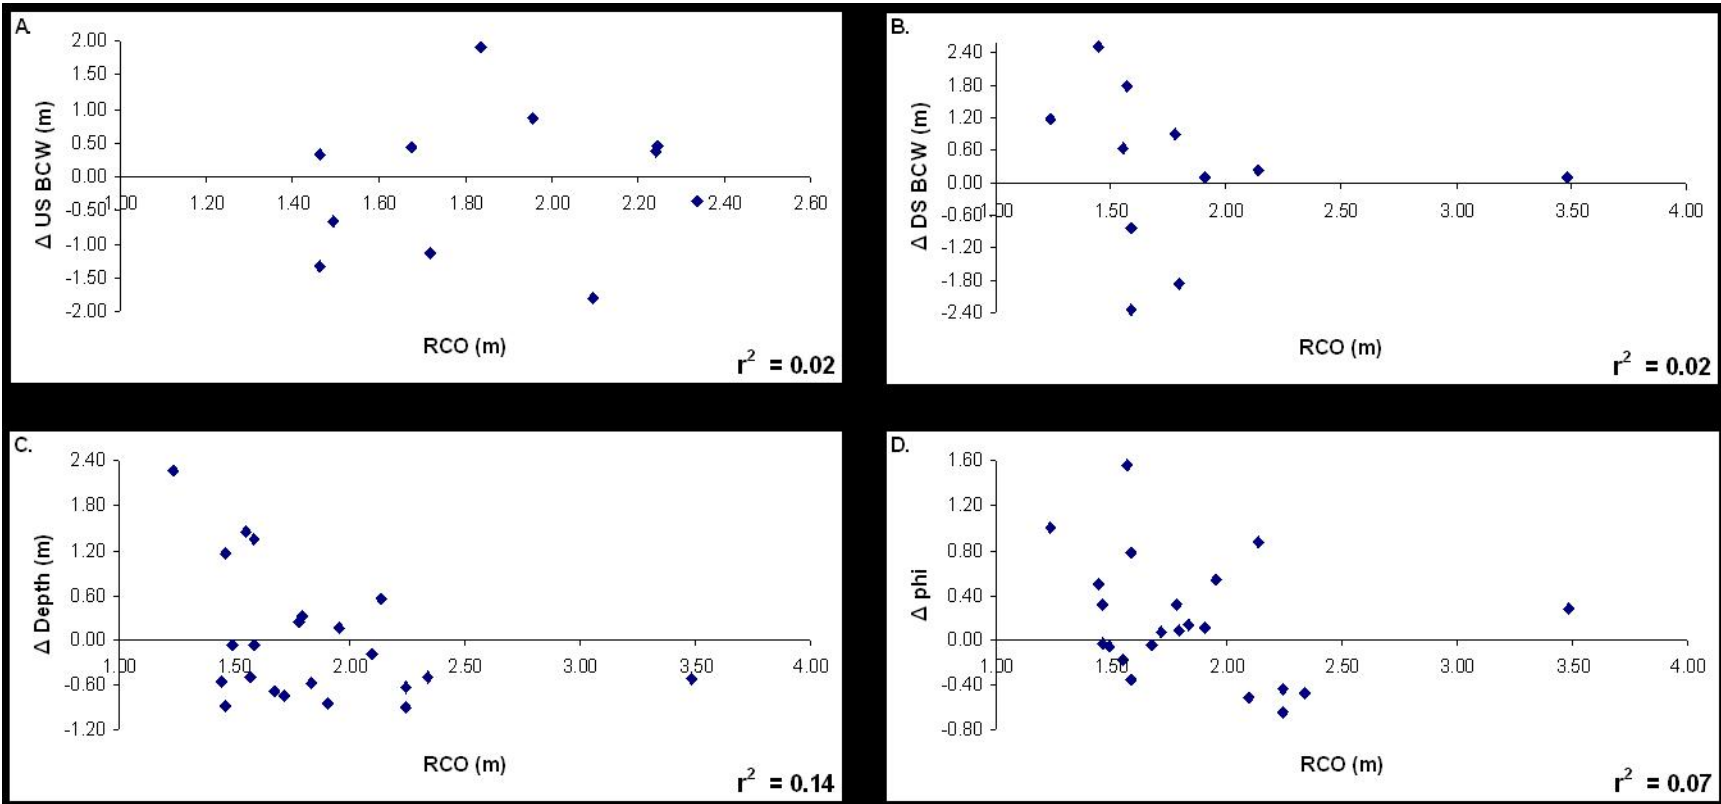 A.
2.00
1.50
1.00
0.50
0.00
-0.50
-1.00
-1.50
-2.00
Δ US BCW (m)
1.00 1.20 1.40 1.60 1.80 2.00 2.20 2.40 2.60
RCO (m)
r² = 0.02
B.
2.40
1.80
1.20
0.60
0.00
-0.60
-1.20
-1.80
-2.40
Δ DS BCW (m)
1.00 1.50 2.00 2.50 3.00 3.50 4.00
RCO (m)
r² = 0.02
C.
2.40
1.80
1.20
0.60
0.00
-0.60
-1.20
Δ Depth (m)
1.00 1.50 2.00 2.50 3.00 3.50 4.00
RCO (m)
r² = 0.14
D.
1.60
1.20
0.80
0.40
0.00
-0.40
-0.80
Δ phi
1.00 1.50 2.00 2.50 3.00 3.50 4.00
RCO (m)
r² = 0.07